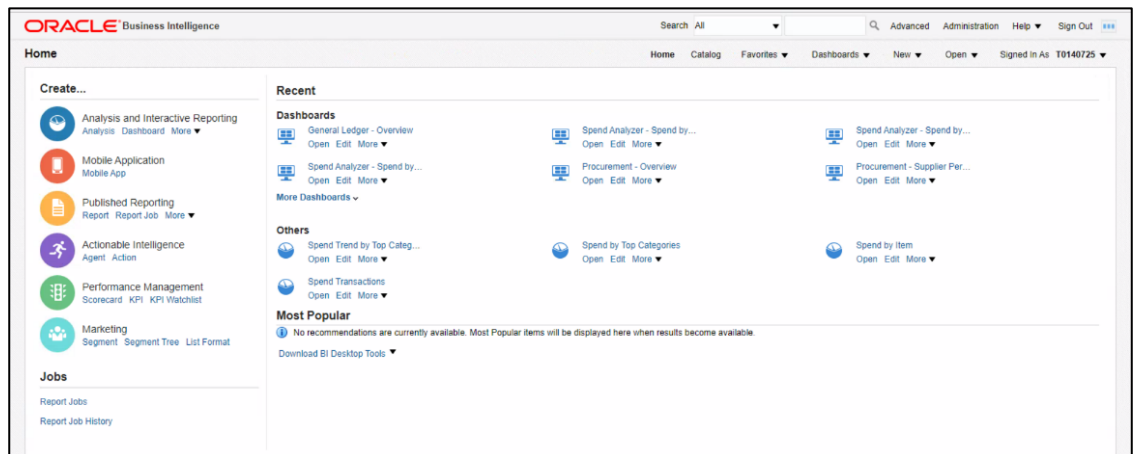 ORACLE Business Intelligence
Search All Advanced Administration Help Sign Out
Home
Home Catalog Favorites Dashboards New Open Signed In As T0140725
Create...
Analysis and Interactive Reporting
Analysis Dashboard More
Mobile Application
Mobile App
Published Reporting
Report Report Job More
Actionable Intelligence
Agent Action
Performance Management
Scorecard KPI KPI Watchlist
Marketing
Segment Segment Tree List Format
Jobs
Report Jobs
Report Job History
Recent
Dashboards
General Ledger - Overview
Open Edit More
Spend Analyzer - Spend by...
Open Edit More
Spend Analyzer - Spend by...
Open Edit More
Spend Analyzer - Spend by...
Open Edit More
Procurement - Overview
Open Edit More
Procurement - Supplier Per...
Open Edit More
More Dashboards
Others
Spend Trend by Top Categ...
Open Edit More
Spend by Top Categories
Open Edit More
Spend by Item
Open Edit More
Spend Transactions
Open Edit More
Most Popular
No recommendations are currently available. Most Popular items will be displayed here when results become available.
Download BI Desktop Tools